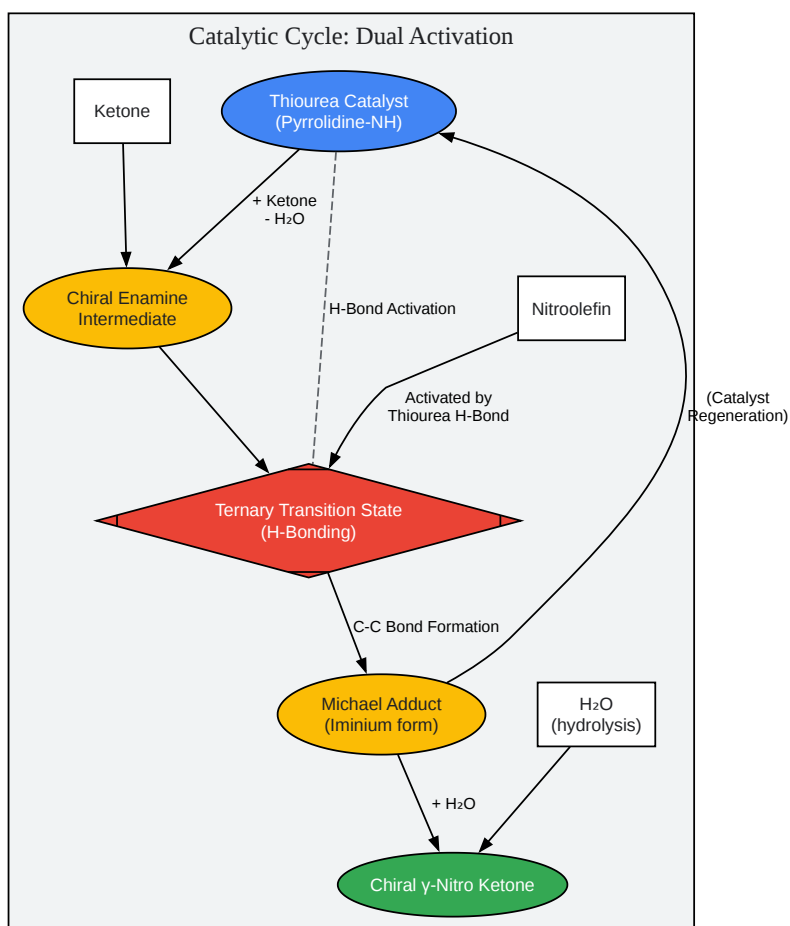 Catalytic Cycle: Dual Activation
Ketone
Thiourea Catalyst
(Pyrrolidine-NH)
+ Ketone
- H₂O
Chiral Enamine
Intermediate
H-Bond Activation
Nitroolefin
Activated by
Thiourea H-Bond
(Catalyst
Regeneration)
Ternary Transition State
(H-Bonding)
C-C Bond Formation
Michael Adduct
(Iminium form)
H₂O
(hydrolysis)
+ H₂O
Chiral γ-Nitro Ketone